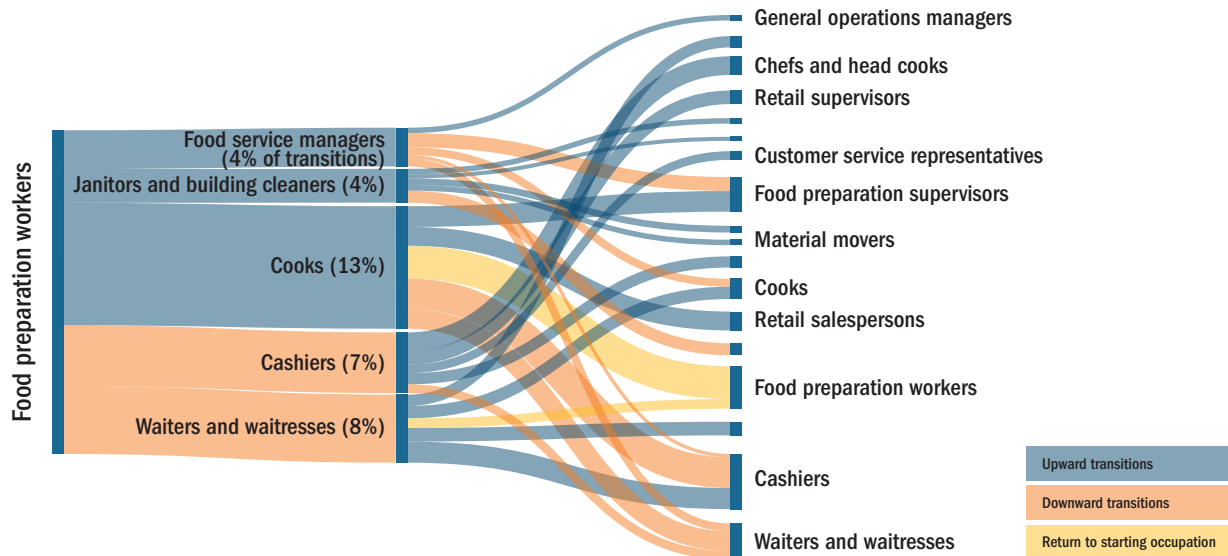 Food preparation workers
Food service managers
(4% of transitions)
Janitors and building cleaners (4%)
Cooks (13%)
Cashiers (7%)
Waiters and waitresses (8%)
General operations managers
Chefs and head cooks
Retail supervisors
Customer service representatives
Food preparation supervisors
Material movers
Cooks
Retail salespersons
Food preparation workers
Cashiers
Waiters and waitresses
Upward transitions
Downward transitions
Return to starting occupation